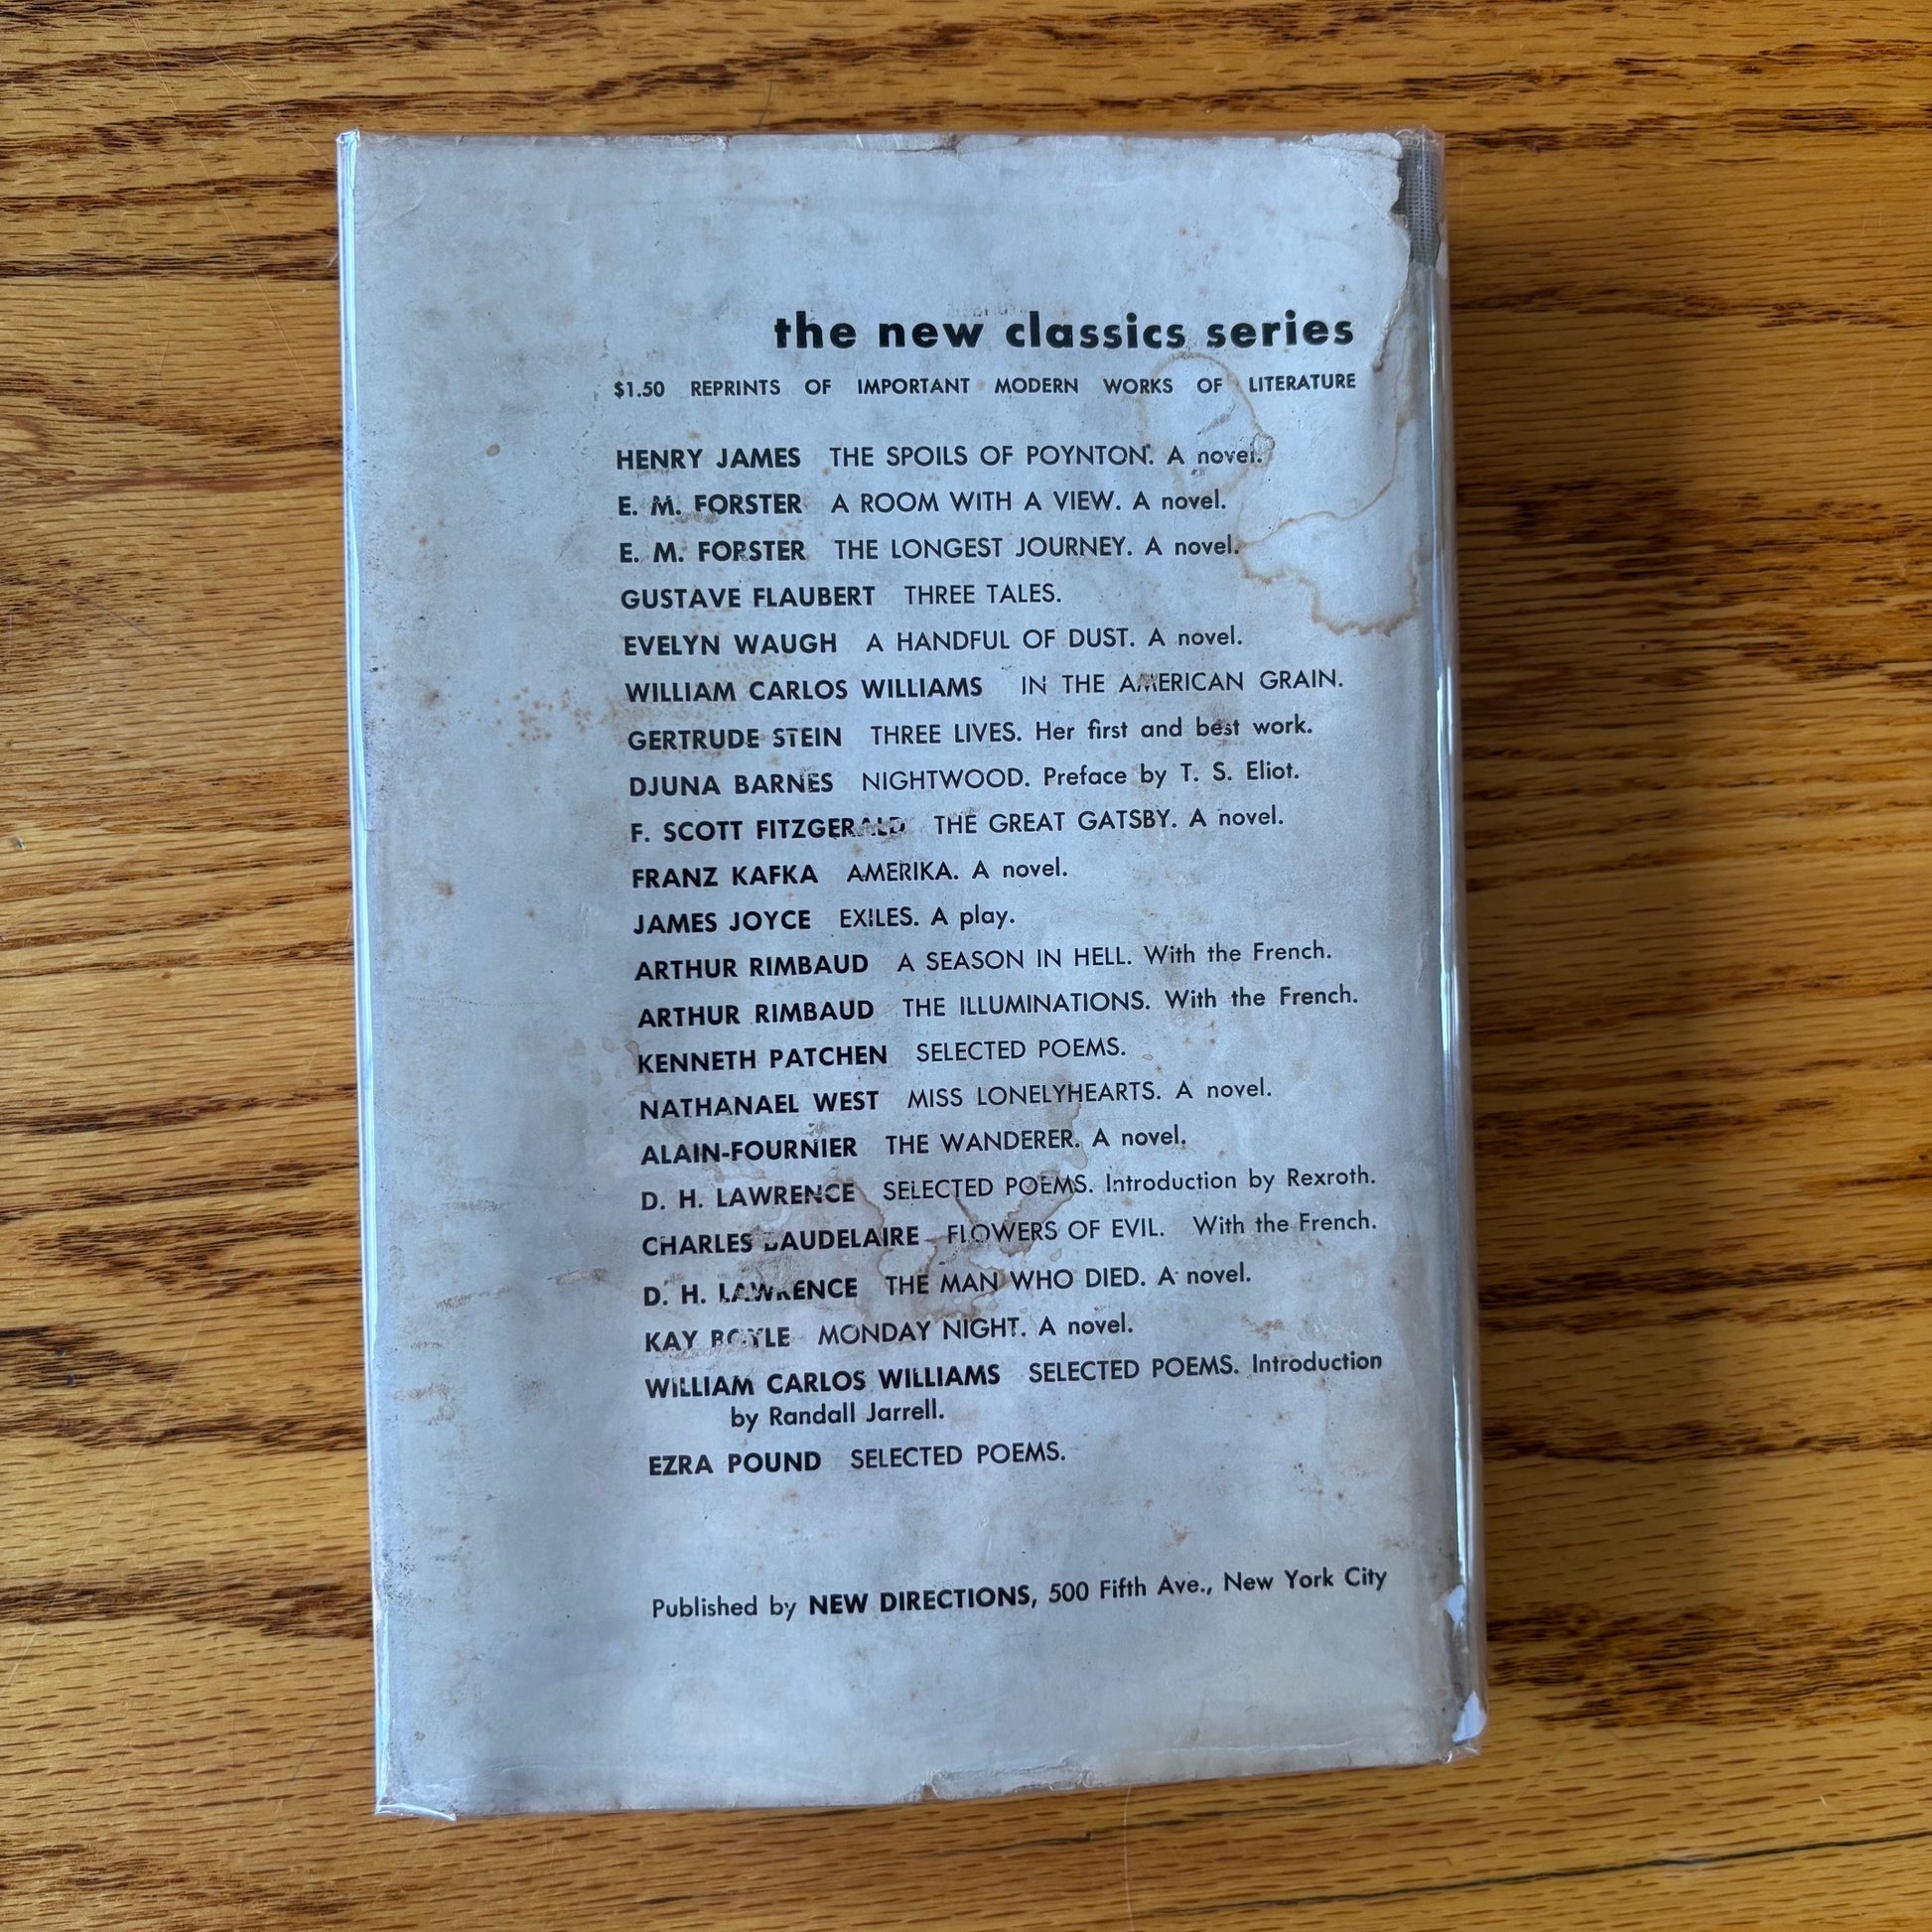 the new classics series
$1.50 REPRINTS OF IMPORTANT MODERN WORKS OF LITERATURE
HENRY JAMES THE SPOILS OF POYNTON. A novel.
E. M. FORSTER A ROOM WITH A VIEW. A novel.
E. M. FORSTER THE LONGEST JOURNEY. A novel.
GUSTAVE FLAUBERT THREE TALES.
EVELYN WAUGH A HANDFUL OF DUST. A novel.
WILLIAM CARLOS WILLIAMS IN THE AMERICAN GRAIN.
GERTRUDE STEIN THREE LIVES. Her first and best work.
DJUNA BARNES NIGHTWOOD. Preface by T. S. Eliot.
F. SCOTT FITZGERALD THE GREAT GATSBY. A novel.
FRANZ KAFKA AMERIKA. A novel.
JAMES JOYCE EXILES. A play.
ARTHUR RIMBAUD A SEASON IN HELL. With the French.
ARTHUR RIMBAUD THE ILLUMINATIONS. With the French.
KENNETH PATCHEN SELECTED POEMS.
NATHANAEL WEST MISS LONELYHEARTS. A novel.
ALAIN-FOURNIER THE WANDERER. A novel.
D. H. LAWRENCE SELECTED POEMS. Introduction by Rexroth.
CHARLES BAUDELAIRE FLOWERS OF EVIL. With the French.
D. H. LAWRENCE THE MAN WHO DIED. A novel.
KAY BOYLE MONDAY NIGHT. A novel.
WILLIAM CARLOS WILLIAMS SELECTED POEMS. Introduction
by Randall Jarrell.
EZRA POUND SELECTED POEMS.
Published by NEW DIRECTIONS, 500 Fifth Ave., New York City